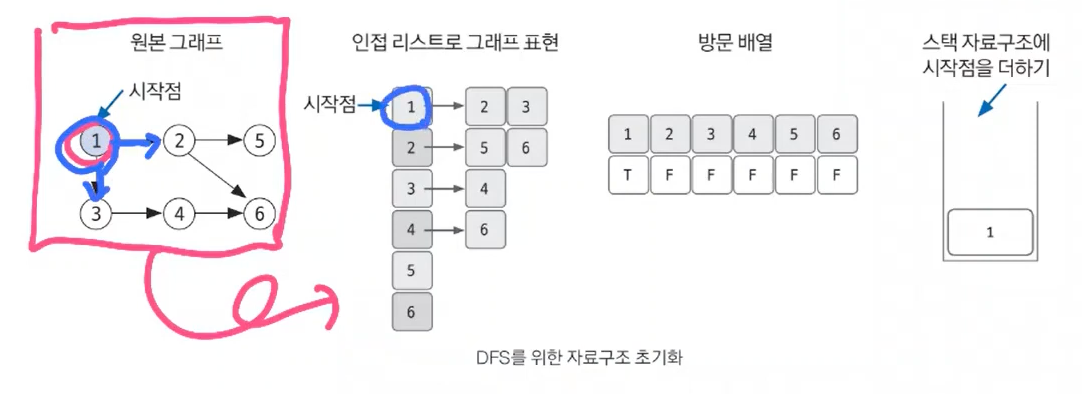 원본 그래프
시작점
1 2 5
3 4 6
인접 리스트로 그래프 표현
시작점 1 2 3
2 5 6
3 4
4 6
5
6
방문 배열
1 2 3 4 5 6
T F F F F F
스택 자료구조에
시작점을 더하기
1
DFS를 위한 자료구조 초기화